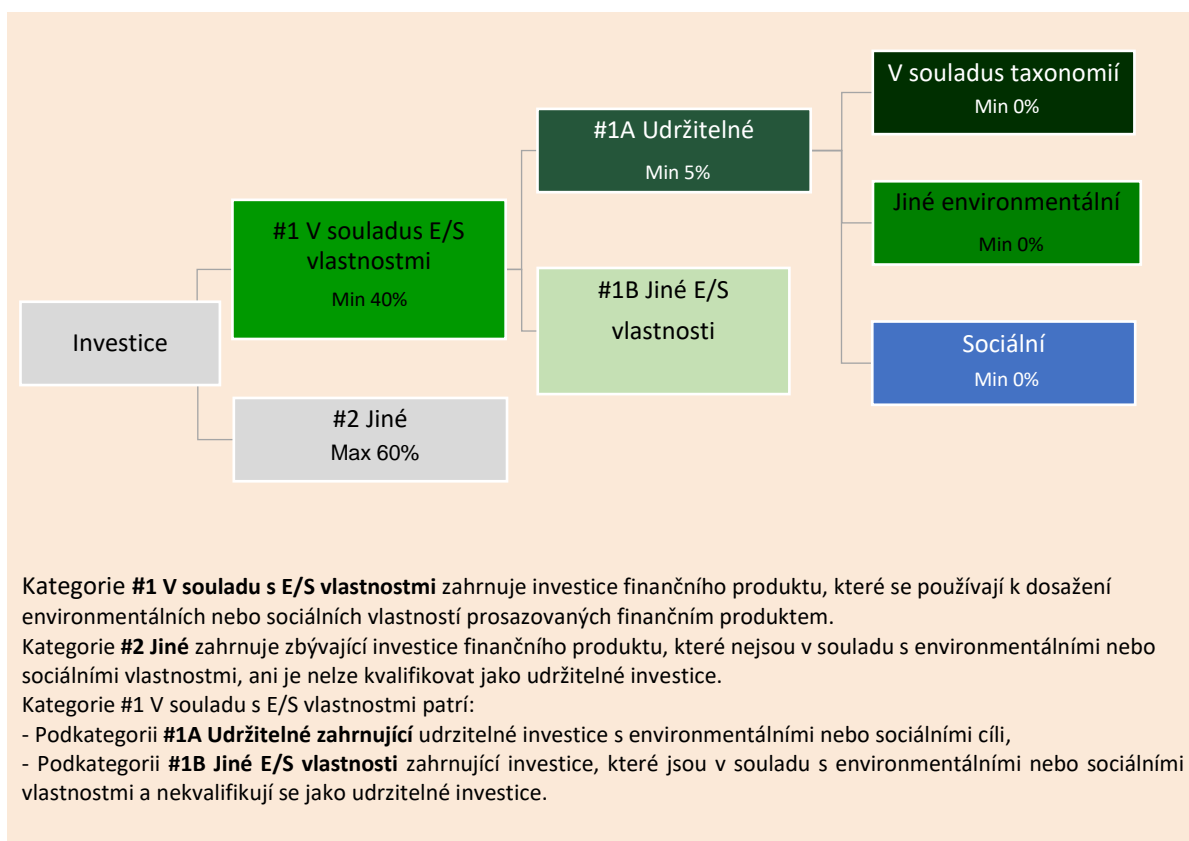 V souladus taxonomií
Min 0%
#1A Udržitelné
Min 5%
Jiné environmentální
Min 0%
#1 V souladus E/S
vlastnostmi
Min 40%
#1B Jiné E/S
vlastnosti
Investice
Sociální
Min 0%
#2 Jiné
Max 60%
Kategorie #1 V souladu s E/S vlastnostmi zahrnuje investice finančního produktu, které se používají k dosažení
environmentálních nebo sociálních vlastností prosazovaných finančním produktem.
Kategorie #2 Jiné zahrnuje zbývající investice finančního produktu, které nejsou v souladu s environmentálními nebo
sociálními vlastnostmi, ani je nelze kvalifikovat jako udržitelné investice.
Kategorie #1 V souladu s E/S vlastnostmi patrí:
- Podkategorii #1A Udržitelné zahrnující udrzitelné investice s environmentálními nebo sociálními cíli,
- Podkategorii #1B Jiné E/S vlastnosti zahrnující investice, které jsou v souladu s environmentálními nebo sociálními
vlastnostmi a nekvalifikují se jako udrzitelné investice.